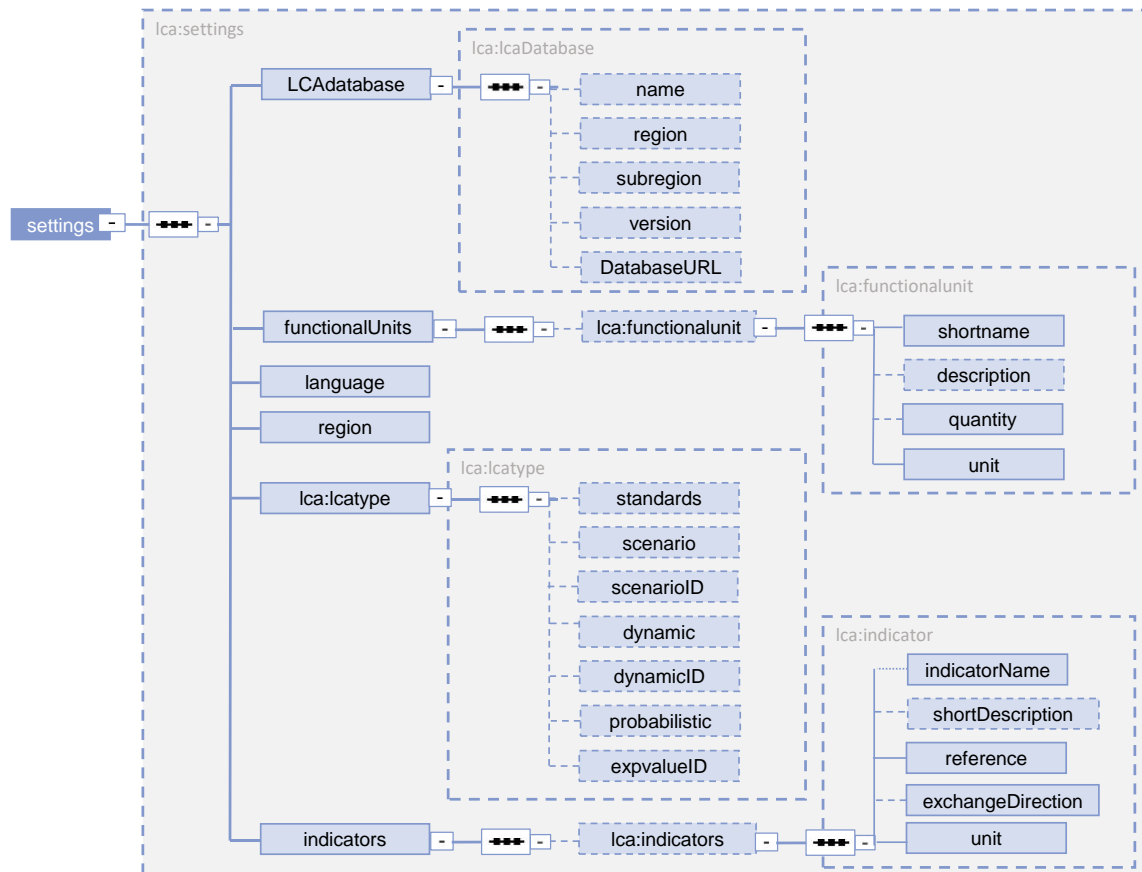 lca:settings
lca:lcaDatabase
LCAdatabase
name
region
subregion
version
DatabaseURL
settings
lca:functionalunit
functionalUnits
lca:functionalunit
shortname
description
quantity
unit
language
region
lca:lcatype
lca:lcatype
standards
scenario
scenarioID
dynamic
dynamicID
probabilistic
expvalueID
lca:indicator
indicatorName
shortDescription
reference
exchangeDirection
unit
indicators
lca:indicators